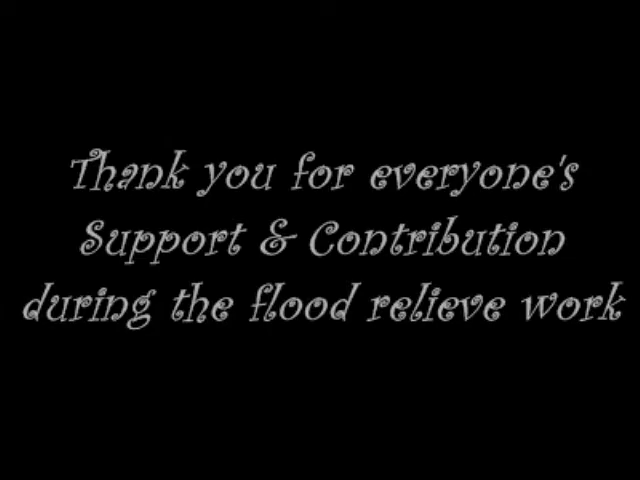 Thank you for everyone's
Support & Contribution
during the flood relieve work